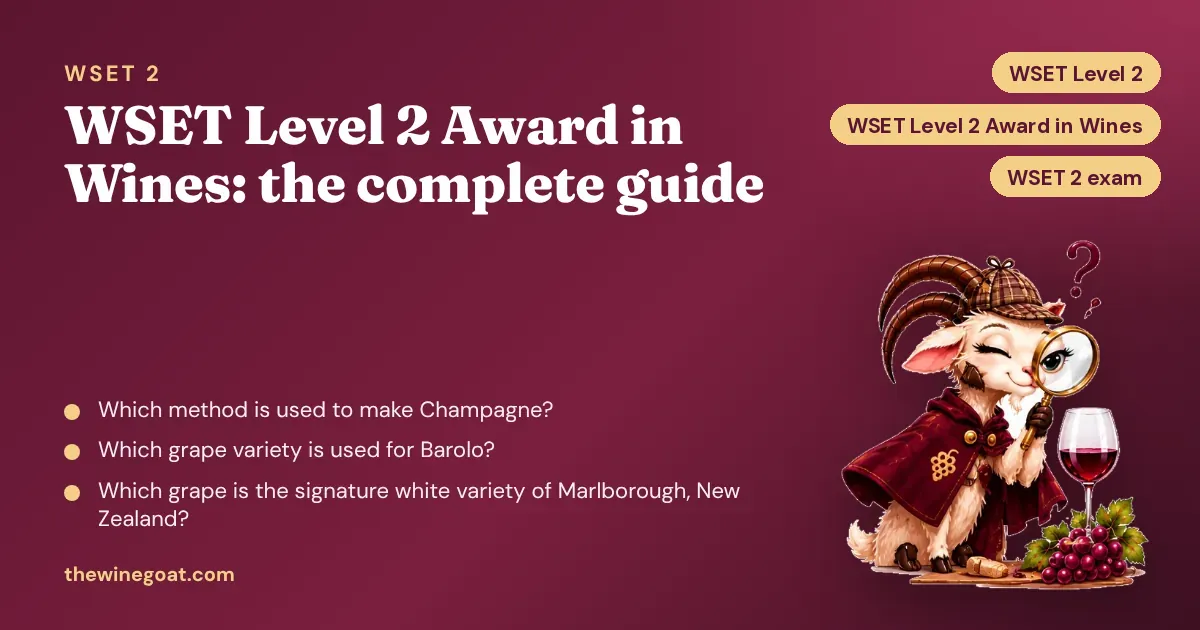 WSET 2
WSET Level 2 Award in
Wines: the complete guide
WSET Level 2
WSET Level 2 Award in Wines
WSET 2 exam
?
?
Which method is used to make Champagne?
Which grape variety is used for Barolo?
Which grape is the signature white variety of Marlborough, New
Zealand?
thewinegoat.com